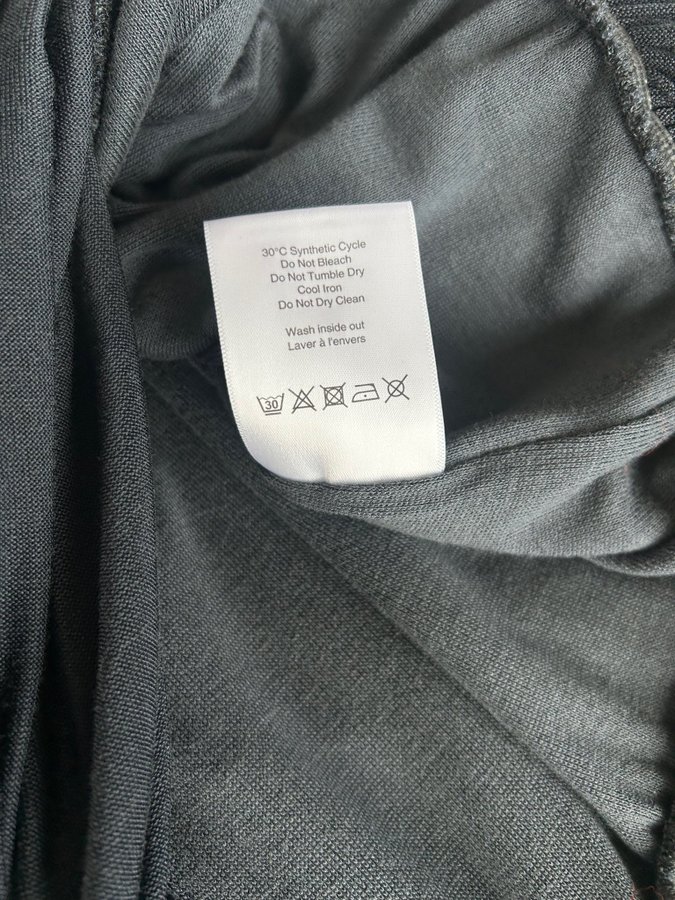 30°C Synthetic Cycle
Do Not Bleach
Do Not Tumble Dry
Cool Iron
Do Not Dry Clean
Wash inside out
Laver à l'envers
30